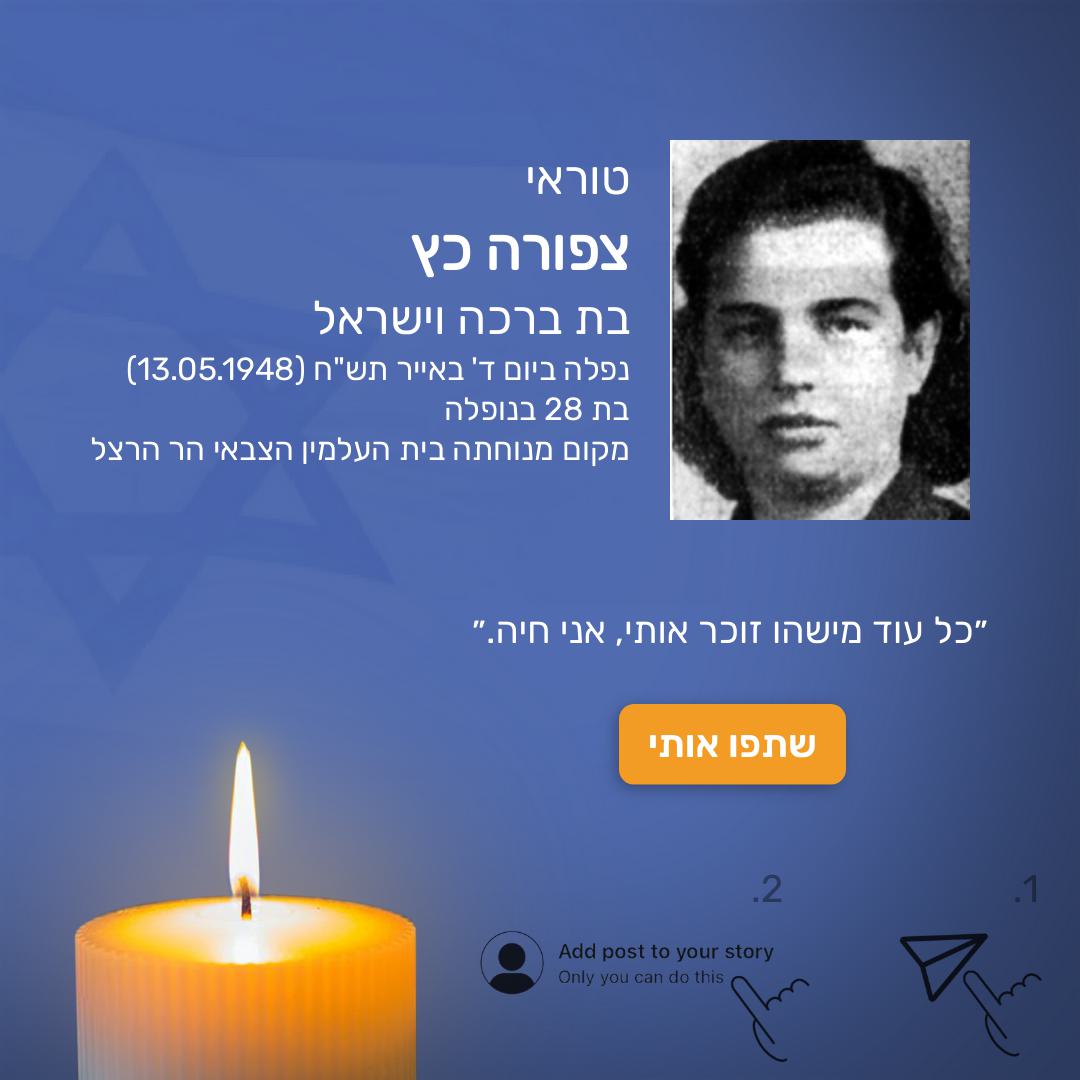 טוראי
צפורה כץ
בת ברכה וישראל
נפלה ביום ד' באייר תש"ח (13.05.1948)
בת 28 בנופלה
מקום מנוחתה בית העלמין הצבאי הר הרצל
״כל עוד מישהו זוכר אותי, אני חיה.״
שתפו אותי
1.
2.
Add post to your story
Only you can do this